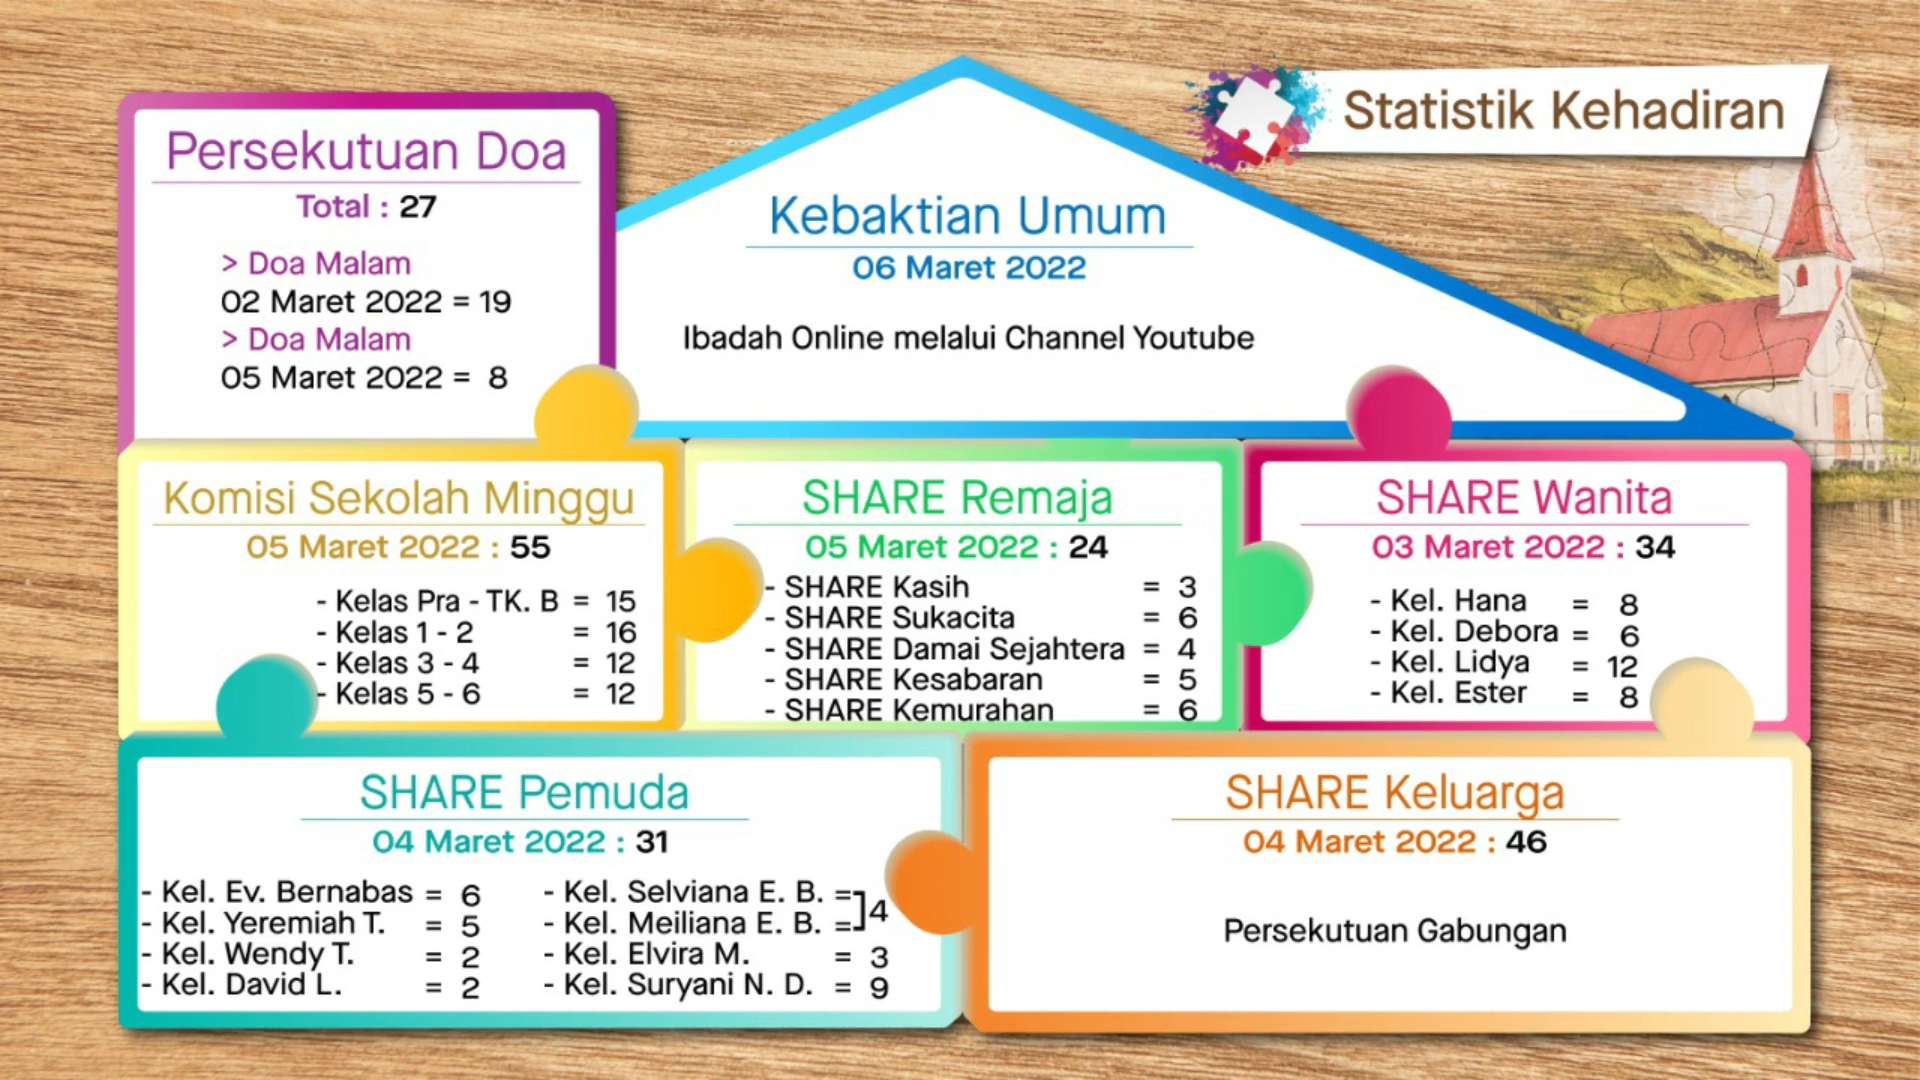 Statistik Kehadiran
Persekutuan Doa
Total : 27
> Doa Malam
02 Maret 2022 = 19
> Doa Malam
05 Maret 2022 = 8
Kebaktian Umum
06 Maret 2022
Ibadah Online melalui Channel Youtube
Komisi Sekolah Minggu
05 Maret 2022 : 55
- Kelas Pra - TK. B = 15
- Kelas 1 - 2 = 16
- Kelas 3 - 4 = 12
- Kelas 5 - 6 = 12
SHARE Remaja
05 Maret 2022 : 24
- SHARE Kasih = 3
- SHARE Sukacita = 6
- SHARE Damai Sejahtera = 4
- SHARE Kesabaran = 5
- SHARE Kemurahan = 6
SHARE Wanita
03 Maret 2022 : 34
- Kel. Hana = 8
- Kel. Debora = 6
- Kel. Lidya = 12
- Kel. Ester = 8
SHARE Pemuda
04 Maret 2022 : 31
- Kel. Ev. Bernabas = 6
- Kel. Yeremiah T. = 5
- Kel. Wendy T. = 2
- Kel. David L. = 2
- Kel. Selviana E. B. =
- Kel. Meiliana E. B. = ]4
- Kel. Elvira M. = 3
- Kel. Suryani N. D. = 9
SHARE Keluarga
04 Maret 2022 : 46
Persekutuan Gabungan